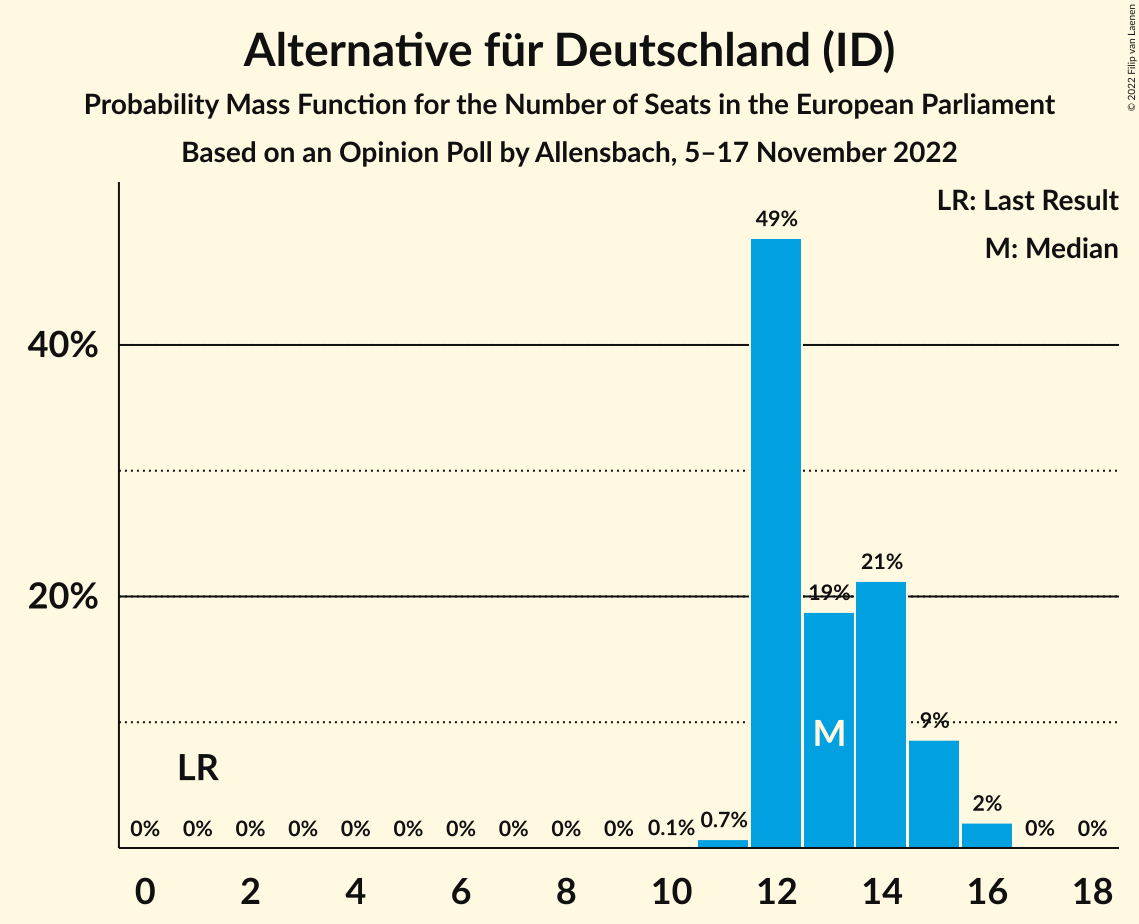 Alternative für Deutschland (ID)
Probability Mass Function for the Number of Seats in the European Parliament
Based on an Opinion Poll by Allensbach, 5–17 November 2022
© 2022 Filip van Laenen
LR: Last Result
M: Median
49%
40%
21%
20%
19%
9%
M
LR
2%
0% 0% 0% 0% 0% 0% 0% 0% 0% 0% 0.1% 0.7% 0% 0%
0 2 4 6 8 10 12 14 16 18